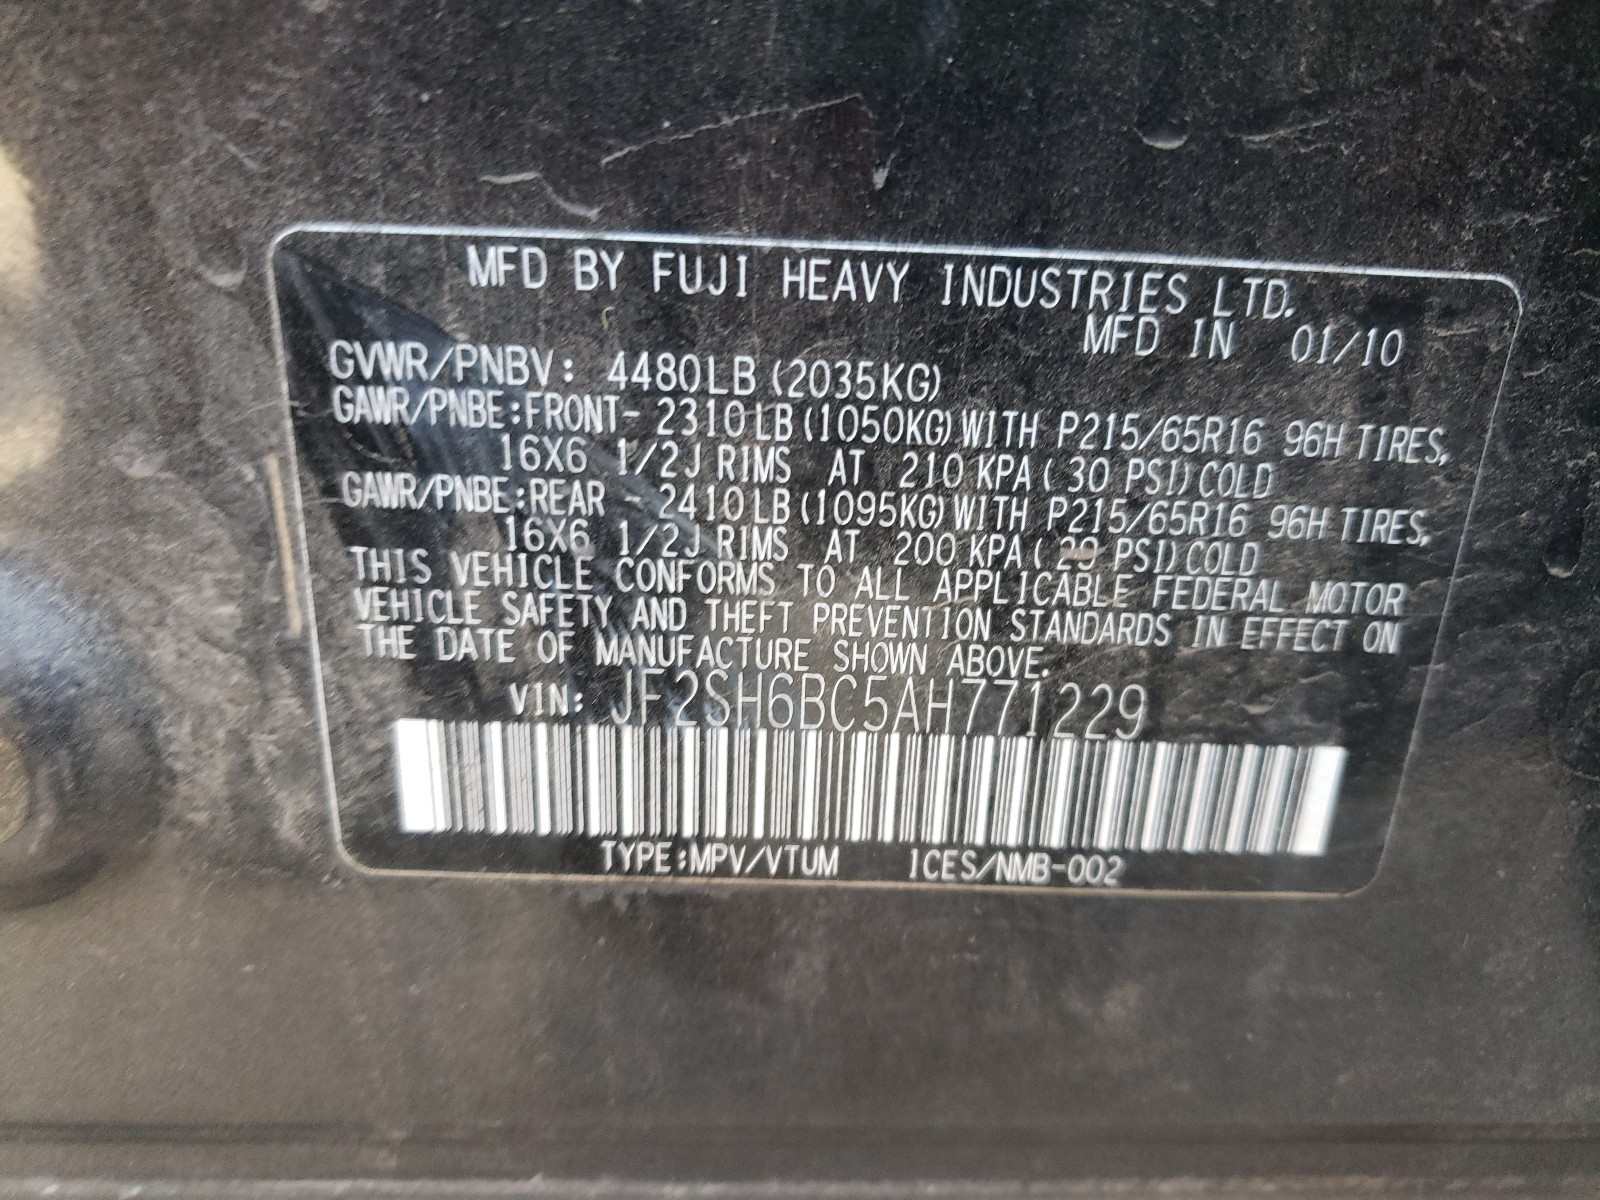 MFD BY FUJI HEAVY INDUSTRIES LTD.
MFD IN 01/10
GVWR/PNBV: 4480LB (2035KG)
GAWR/PNBE:FRONT- 2310LB (1050KG) WITH P215/65R16 96H TIRES,
16X6 1/2J RIMS AT 210 KPA ( 30 PSI) COLD
GAWR/PNBE:REAR - 2410LB (1095KG) WITH P215/65R16 96H TIRES,
16X6 1/2J RIMS AT 200 KPA ( 29 PSI) COLD
THIS VEHICLE CONFORMS TO ALL APPLICABLE FEDERAL MOTOR
VEHICLE SAFETY AND THEFT PREVENTION STANDARDS IN EFFECT ON
THE DATE OF MANUFACTURE SHOWN ABOVE.
VIN: JF2SH6BC5AH771229
TYPE:MPV/VTUM ICES/NMB-002